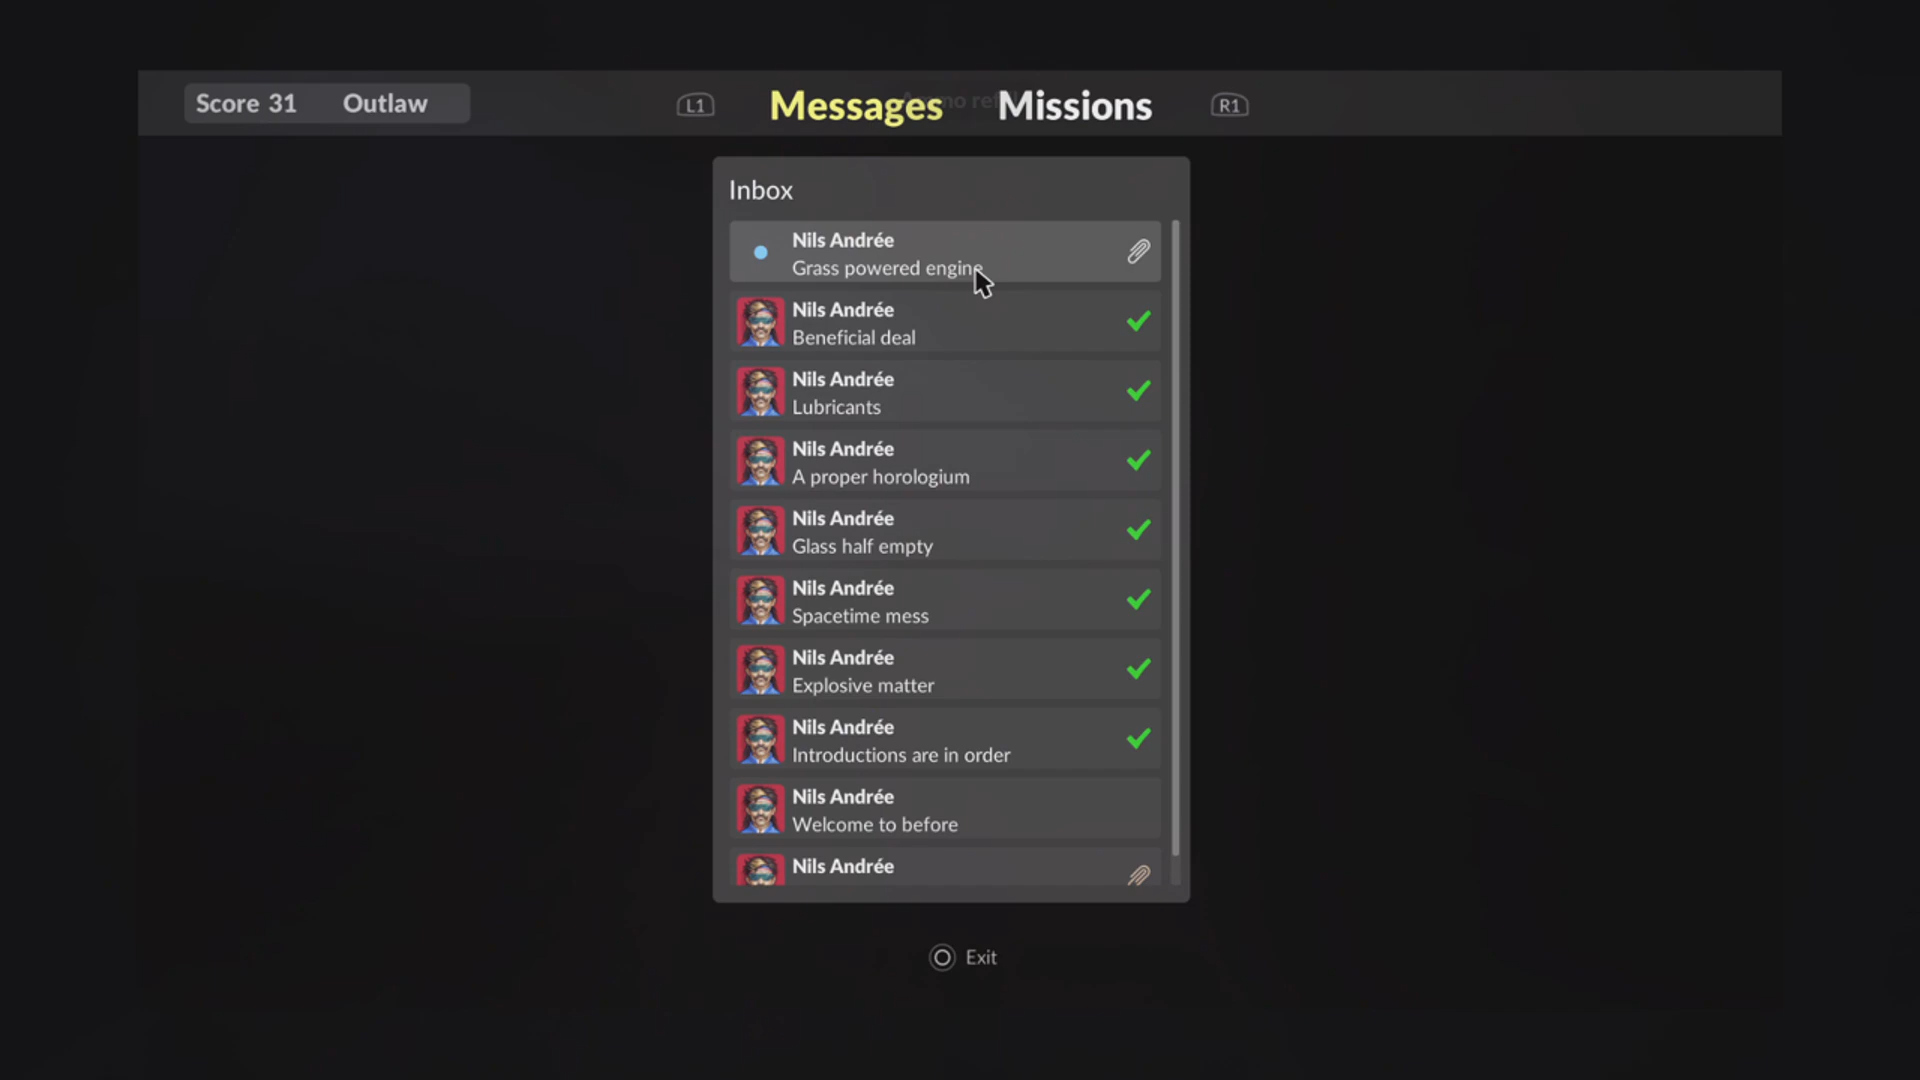 Score 31 Outlaw
L1 Messages Missions R1
Inbox
Nils Andrée
Grass powered engine
Nils Andrée
Beneficial deal
Nils Andrée
Lubricants
Nils Andrée
A proper horologium
Nils Andrée
Glass half empty
Nils Andrée
Spacetime mess
Nils Andrée
Explosive matter
Nils Andrée
Introductions are in order
Nils Andrée
Welcome to before
Nils Andrée
Exit